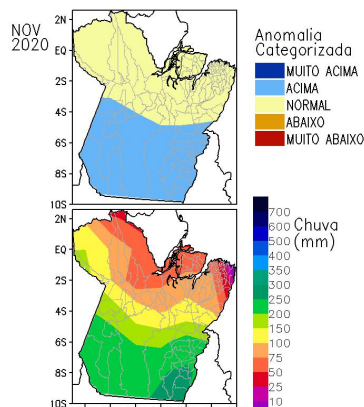 NOV
2020
2N
EQ
2S
4S
6S
8S
10S
Anomalia
Categorizada
MUITO ACIMA
ACIMA
NORMAL
ABAIXO
MUITO ABAIXO
2N
EQ
2S
4S
6S
8S
10S
Chuva
(mm)
700
500
400
350
300
200
150
100
75
50
25
10